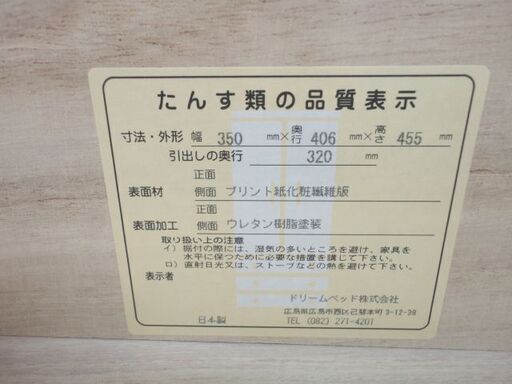 たんす類の品質表示
寸法・外形 幅 350 mm×奥行 406 mm×高さ 455 mm
引出しの奥行 320 mm
正面
表面材 側面 プリント紙化粧繊維版
正面
表面加工 側面 ウレタン樹脂塗装
取り扱い上の注意
イ）据付の際には、湿気の多いところを避け、家具を
水平に保つために必要な措置を講じて下さい。
ロ）直射日光又は、ストーブなどの熱を避けて下さい。
表示者
ドリームベッド株式会社
広島県広島市西区己斐本町3-12-39
日本製 TEL (082) 271-4201